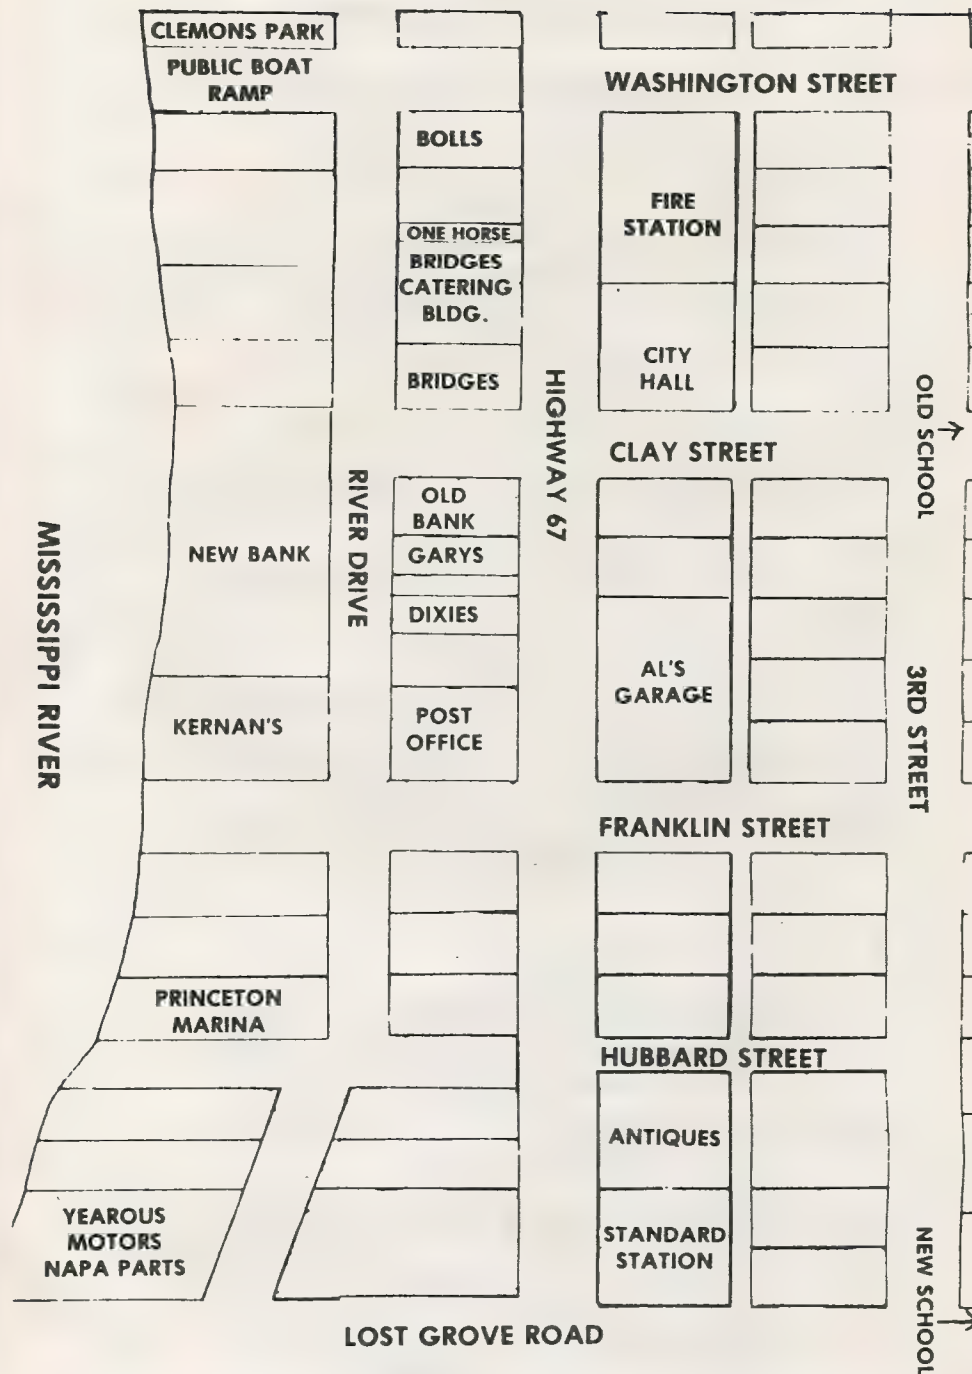 CLEMONS PARK
PUBLIC BOAT
RAMP
WASHINGTON STREET
BOLLS
FIRE
STATION
ONE HORSE
BRIDGES
CATERING
BLDG.
CITY
HALL
BRIDGES
HIGHWAY 67
OLD SCHOOL
CLAY STREET
OLD
BANK
NEW BANK
RIVER DRIVE
GARYS
DIXIES
MISSISSIPPI RIVER
AL'S
GARAGE
3RD STREET
KERNAN'S
POST
OFFICE
FRANKLIN STREET
PRINCETON
MARINA
HUBBARD STREET
ANTIQUES
YEAROUS
MOTORS
NAPA PARTS
STANDARD
STATION
NEW SCHOOL
LOST GROVE ROAD